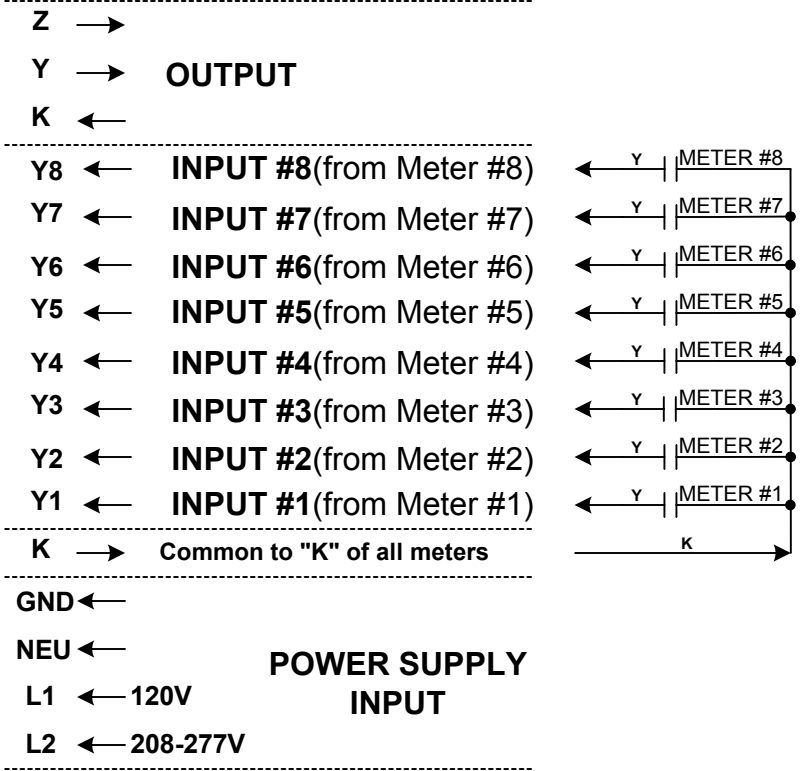 Z
Y OUTPUT
K
Y8 INPUT #8(from Meter #8) Y METER #8
Y7 INPUT #7(from Meter #7) Y METER #7
Y6 INPUT #6(from Meter #6) Y METER #6
Y5 INPUT #5(from Meter #5) Y METER #5
Y4 INPUT #4(from Meter #4) Y METER #4
Y3 INPUT #3(from Meter #3) Y METER #3
Y2 INPUT #2(from Meter #2) Y METER #2
Y1 INPUT #1(from Meter #1) Y METER #1
K Common to "K" of all meters K
GND
NEU
POWER SUPPLY
INPUT
L1 120V
L2 208-277V